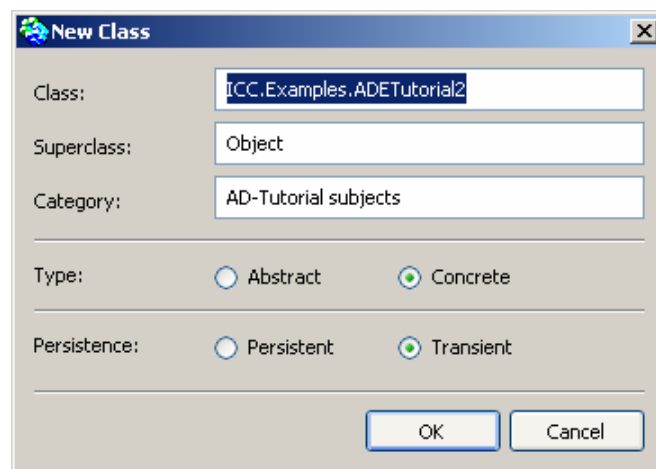 New Class
Class: ICC.Examples.ADETutorial2
Superclass: Object
Category: AD-Tutorial subjects
Type: Abstract Concrete
Persistence: Persistent Transient
OK Cancel